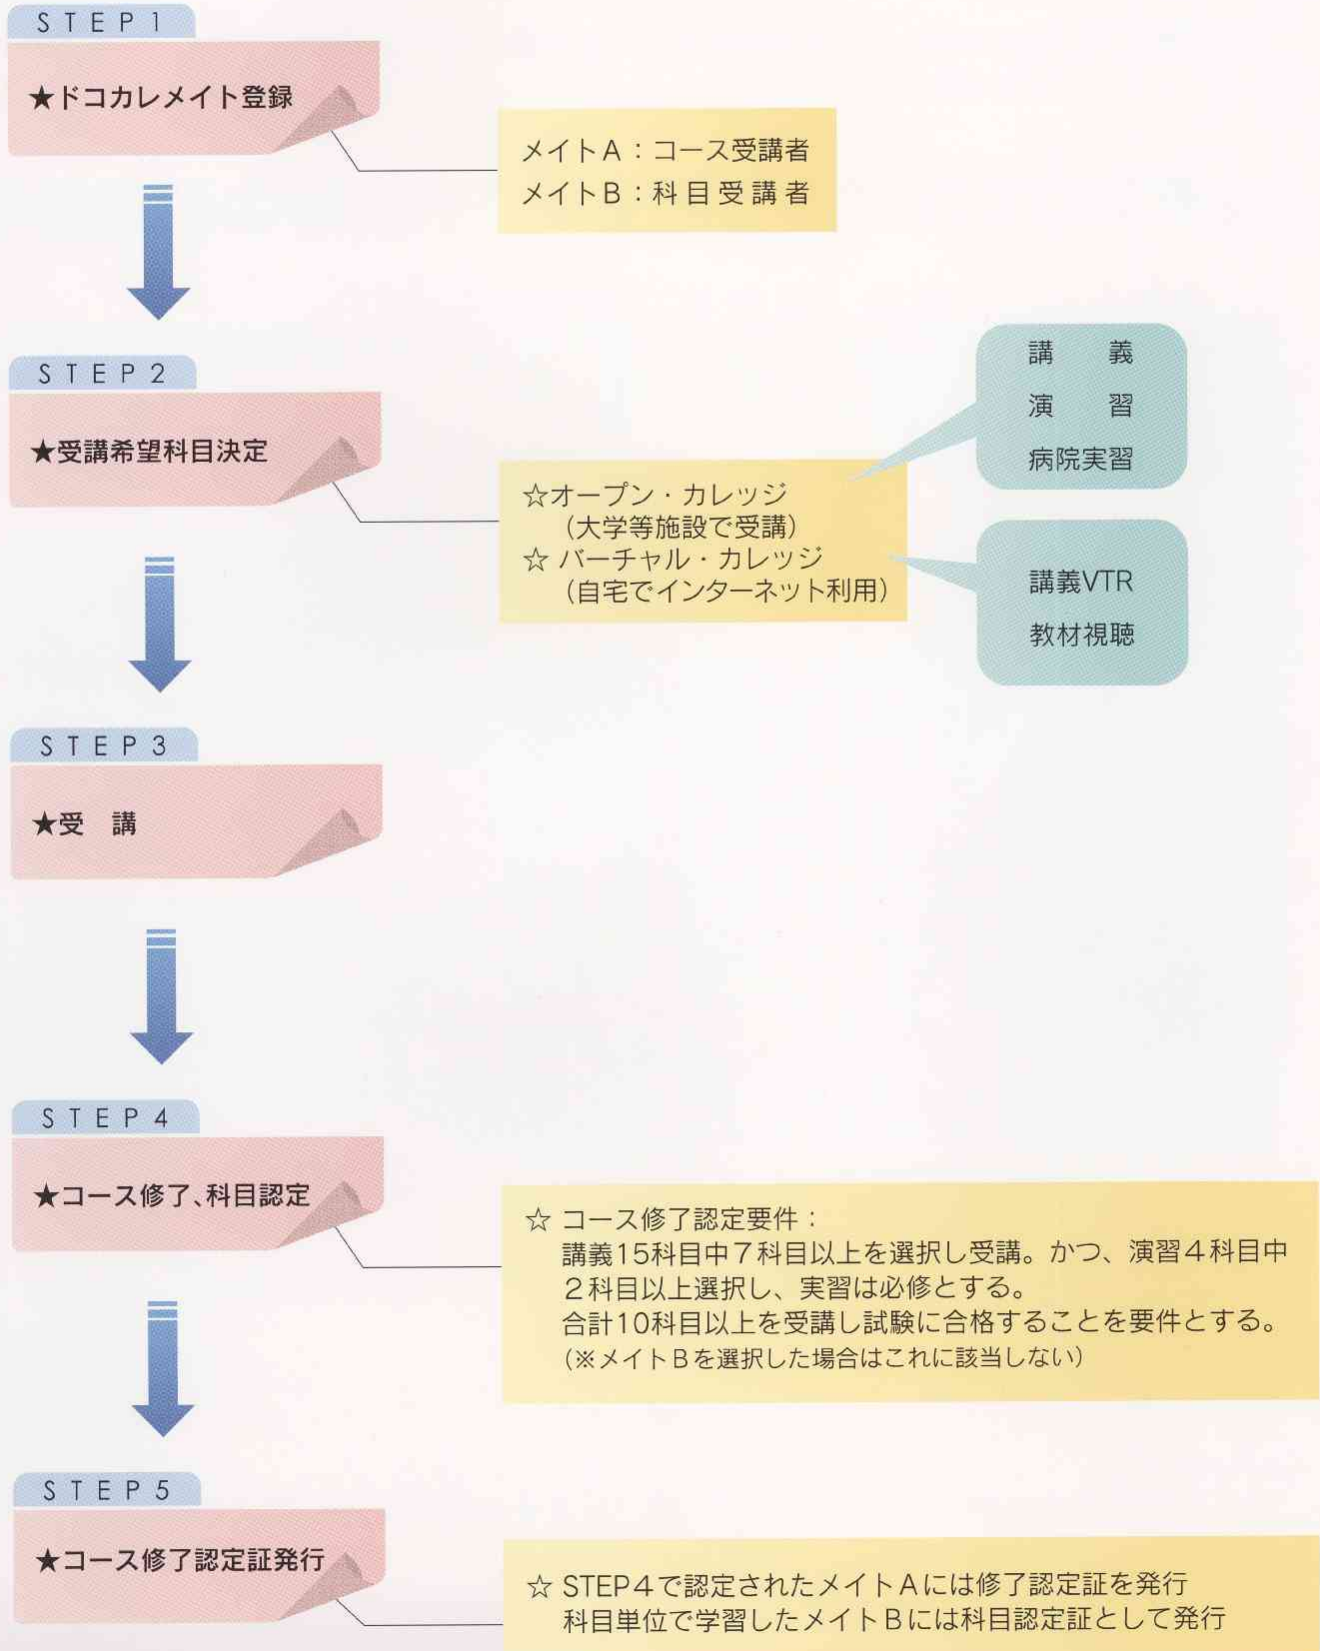 STEP1
★ドコカレメイト登録
メイトA：コース受講者
メイトB：科目受講者
STEP2
★受講希望科目決定
☆オープン・カレッジ
（大学等施設で受講）
☆ バーチャル・カレッジ
（自宅でインターネット利用）
講　義
演　習
病院実習
講義VTR
教材視聴
STEP3
★受　講
STEP4
★コース修了、科目認定
☆ コース修了認定要件：
講義15科目中７科目以上を選択し受講。かつ、演習４科目中
２科目以上選択し、実習は必修とする。
合計10科目以上を受講し試験に合格することを要件とする。
（※メイトＢを選択した場合はこれに該当しない）
STEP5
★コース修了認定証発行
☆ STEP４で認定されたメイトＡには修了認定証を発行
科目単位で学習したメイトＢには科目認定証として発行